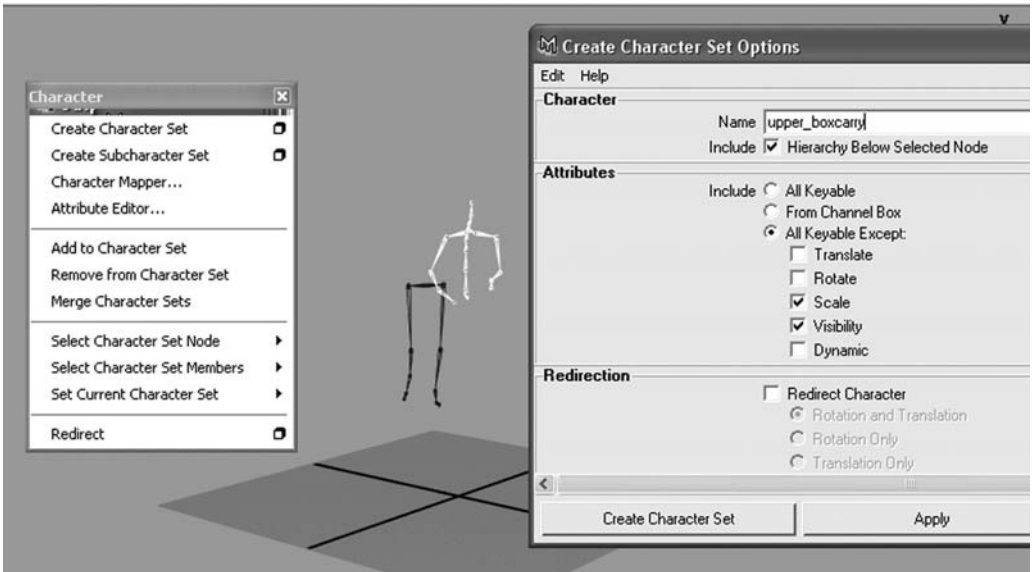 v
Character
Create Character Set
Create Subcharacter Set
Character Mapper...
Attribute Editor...
Add to Character Set
Remove from Character Set
Merge Character Sets
Select Character Set Node
Select Character Set Members
Set Current Character Set
Redirect
Create Character Set Options
Edit Help
Character
Name upper_boxcarry
Include Hierarchy Below Selected Node
Attributes
Include All Keyable
From Channel Box
All Keyable Except:
Translate
Rotate
Scale
Visibility
Dynamic
Redirection
Redirect Character
Rotation and Translation
Rotation Only
Translation Only
Create Character Set Apply